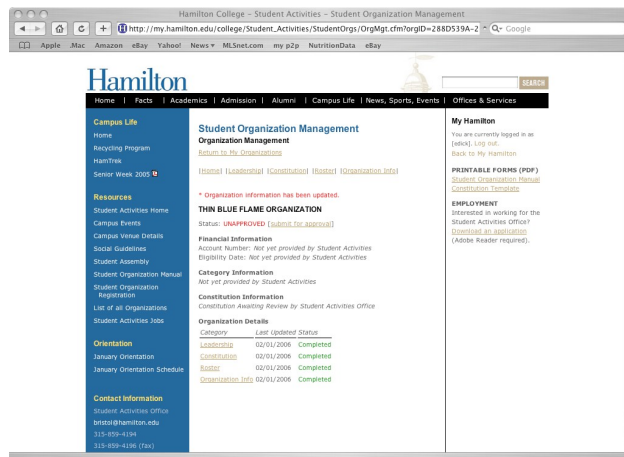 Hamilton College – Student Activities – Student Organization Management
http://my.hamilton.edu/college/Student_Activities/StudentOrgs/OrgMgt.cfm?orgID=288D539A-2
Google
Apple .Mac Amazon eBay Yahoo! News MLSnet.com my p2p NutritionData eBay
Hamilton
SEARCH
Home | Facts | Academics | Admission | Alumni | Campus Life | News, Sports, Events | Offices & Services
Campus Life
Home
Recycling Program
HamTrek
Senior Week 2005
Resources
Student Activities Home
Campus Events
Campus Venue Details
Social Guidelines
Student Assembly
Student Organization Manual
Student Organization
Registration
List of all Organizations
Student Activities Jobs
Orientation
January Orientation
January Orientation Schedule
Contact Information
Student Activities Office
bristol@hamilton.edu
315-859-4194
315-859-4196 (fax)
Student Organization Management
Organization Management
Return to My Organizations
[Home] [Leadership] [Constitution] [Roster] [Organization Info]
* Organization information has been updated.
THIN BLUE FLAME ORGANIZATION
Status: UNAPPROVED [submit for approval]
Financial Information
Account Number: Not yet provided by Student Activities
Eligibility Date: Not yet provided by Student Activities
Category Information
Not yet provided by Student Activities
Constitution Information
Constitution Awaiting Review by Student Activities Office
Organization Details
Category Last Updated Status
Leadership 02/01/2006 Completed
Constitution 02/01/2006 Completed
Roster 02/01/2006 Completed
Organization Info 02/01/2006 Completed
My Hamilton
You are currently logged in as
[edick]. Log out.
Back to My Hamilton
PRINTABLE FORMS (PDF)
Student Organization Manual
Constitution Template
EMPLOYMENT
Interested in working for the
Student Activities Office?
Download an application
(Adobe Reader required).